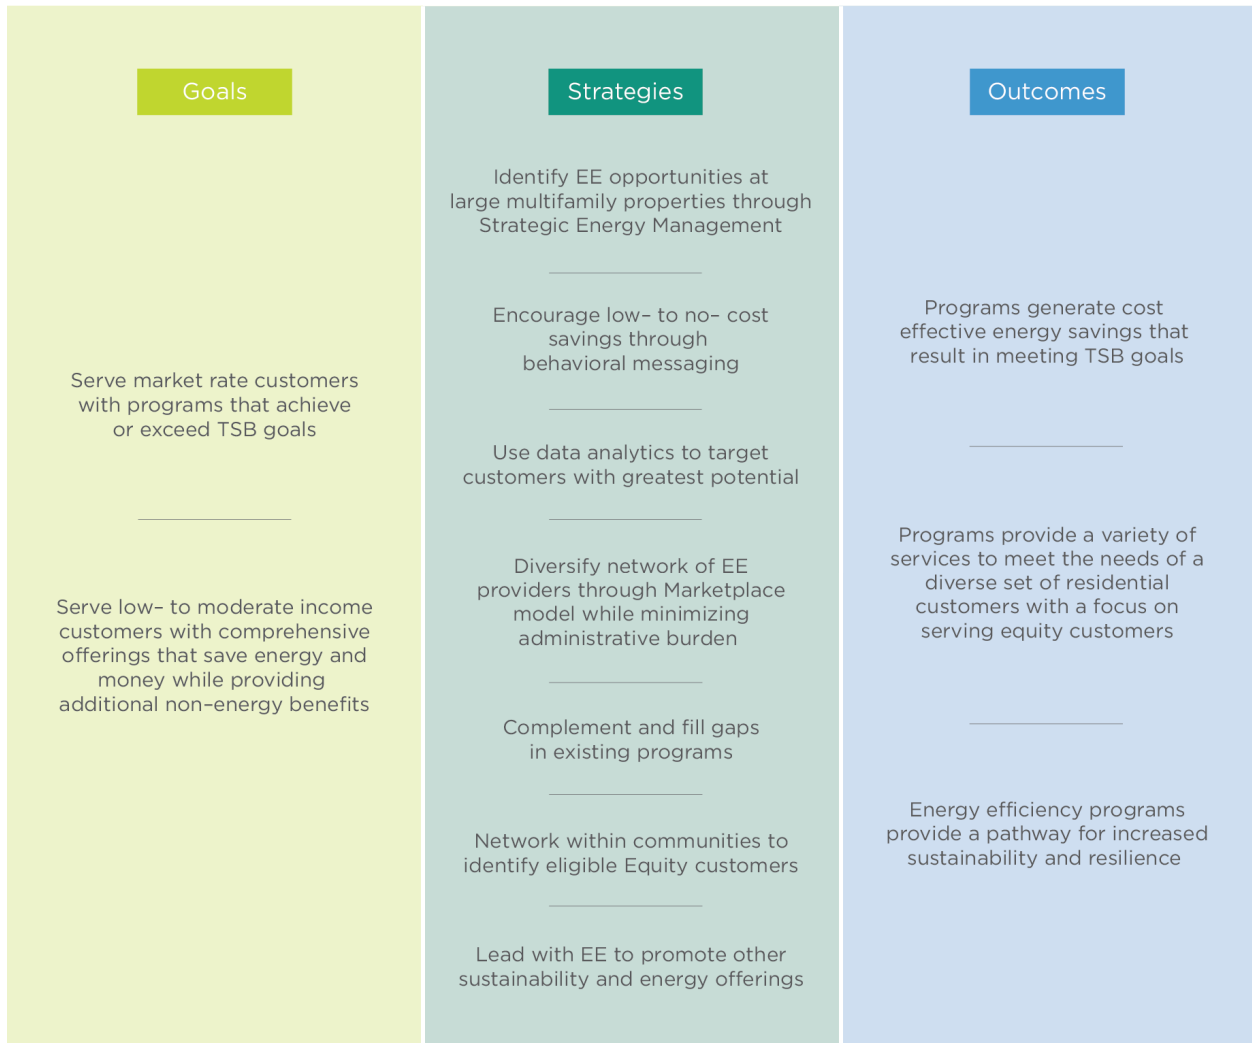 Goals
Serve market rate customers
with programs that achieve
or exceed TSB goals
Serve low– to moderate income
customers with comprehensive
offerings that save energy and
money while providing
additional non–energy benefits
Strategies
Identify EE opportunities at
large multifamily properties through
Strategic Energy Management
Encourage low– to no– cost
savings through
behavioral messaging
Use data analytics to target
customers with greatest potential
Diversify network of EE
providers through Marketplace
model while minimizing
administrative burden
Complement and fill gaps
in existing programs
Network within communities to
identify eligible Equity customers
Lead with EE to promote other
sustainability and energy offerings
Outcomes
Programs generate cost
effective energy savings that
result in meeting TSB goals
Programs provide a variety of
services to meet the needs of a
diverse set of residential
customers with a focus on
serving equity customers
Energy efficiency programs
provide a pathway for increased
sustainability and resilience